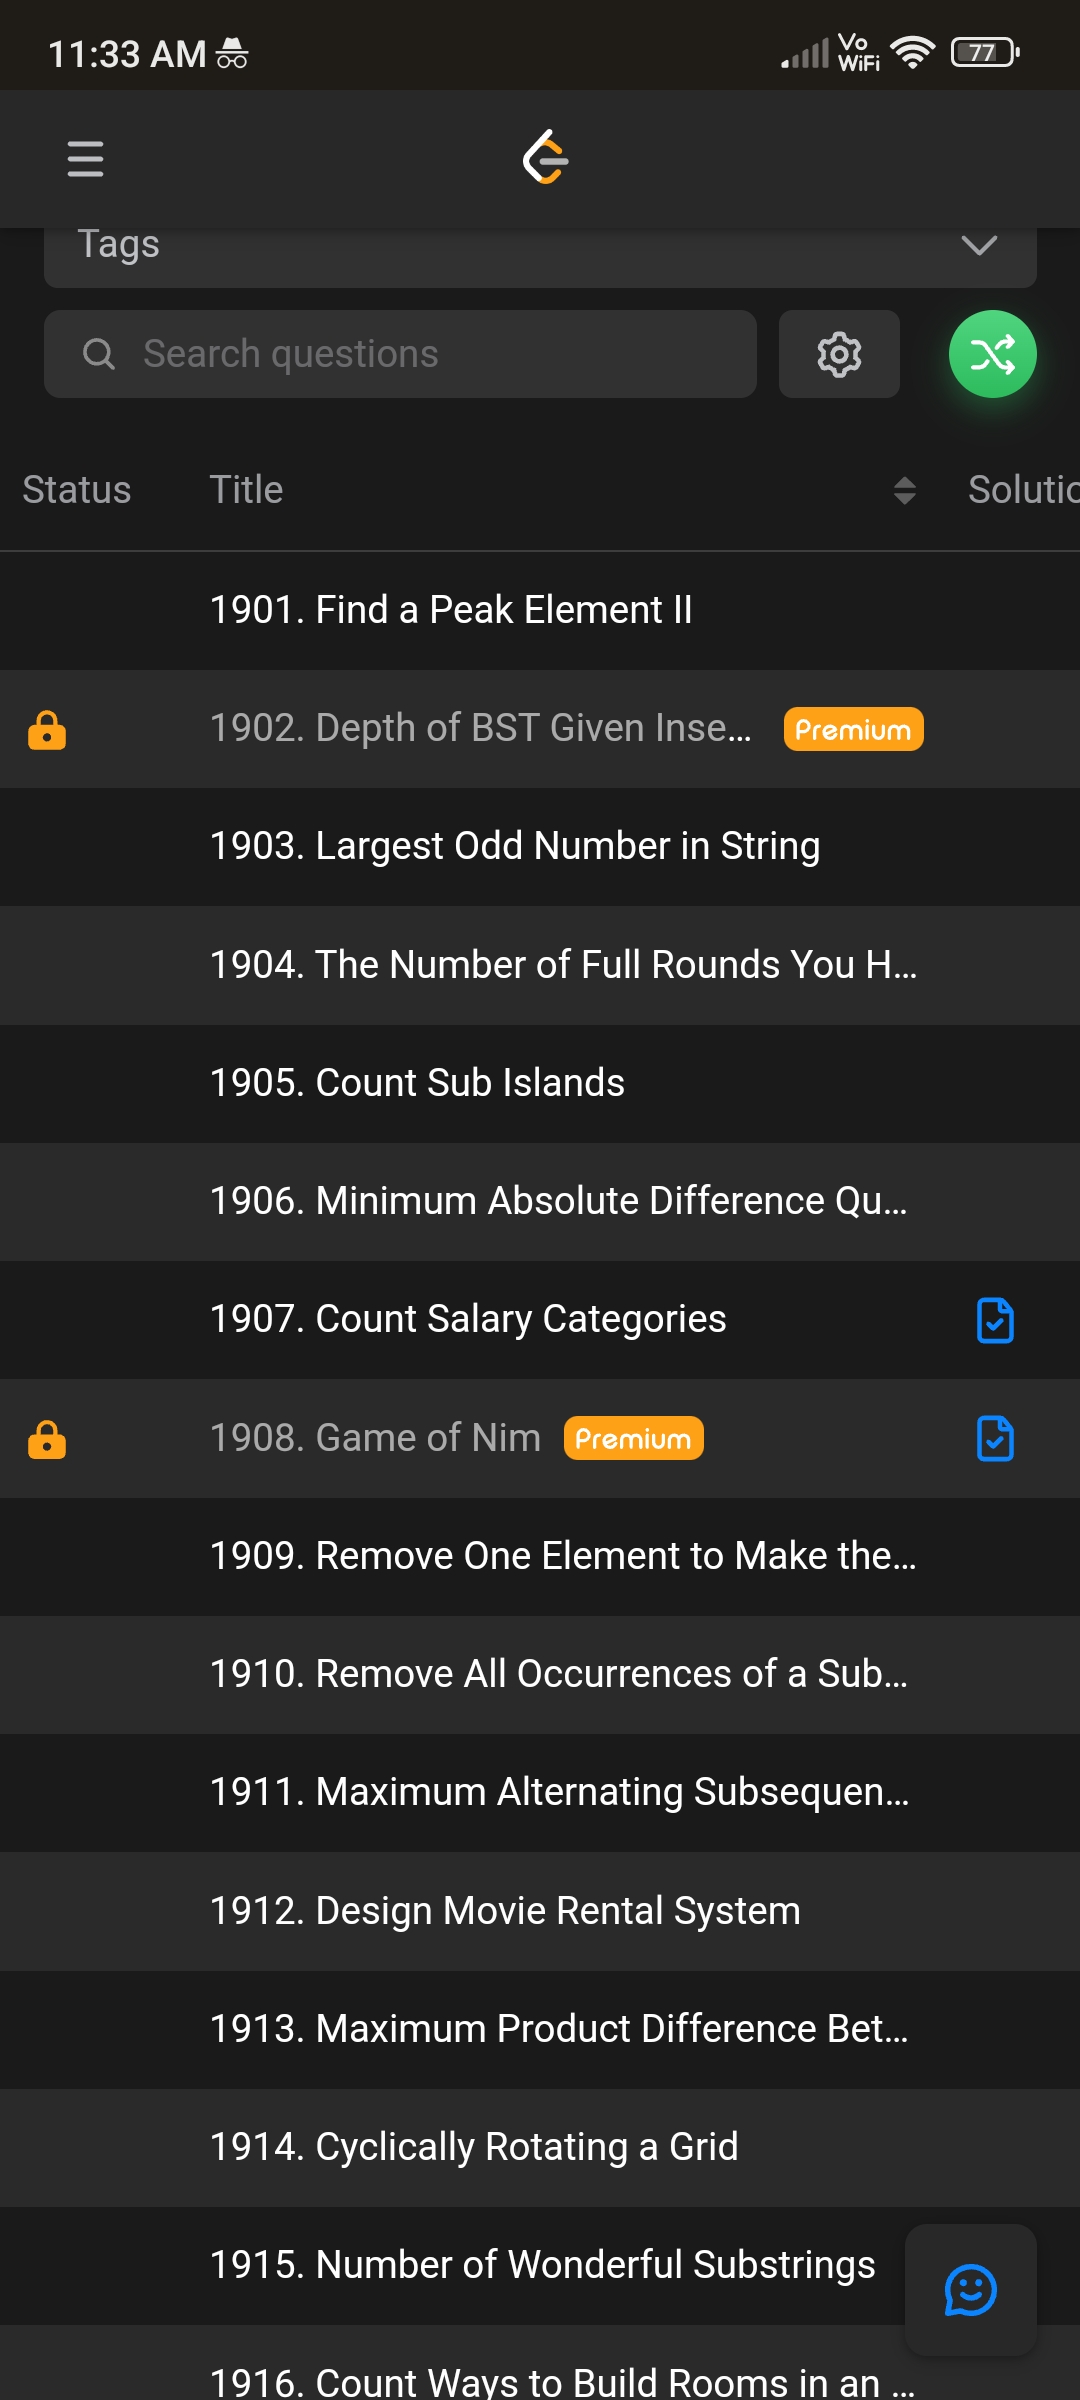 11:33 AM
Vo
WiFi
77
Tags
Search questions
Status Title Solutio
1901. Find a Peak Element II
1902. Depth of BST Given Inse... Premium
1903. Largest Odd Number in String
1904. The Number of Full Rounds You H...
1905. Count Sub Islands
1906. Minimum Absolute Difference Qu...
1907. Count Salary Categories
1908. Game of Nim Premium
1909. Remove One Element to Make the...
1910. Remove All Occurrences of a Sub...
1911. Maximum Alternating Subsequen...
1912. Design Movie Rental System
1913. Maximum Product Difference Bet...
1914. Cyclically Rotating a Grid
1915. Number of Wonderful Substrings
1916. Count Ways to Build Rooms in an ...